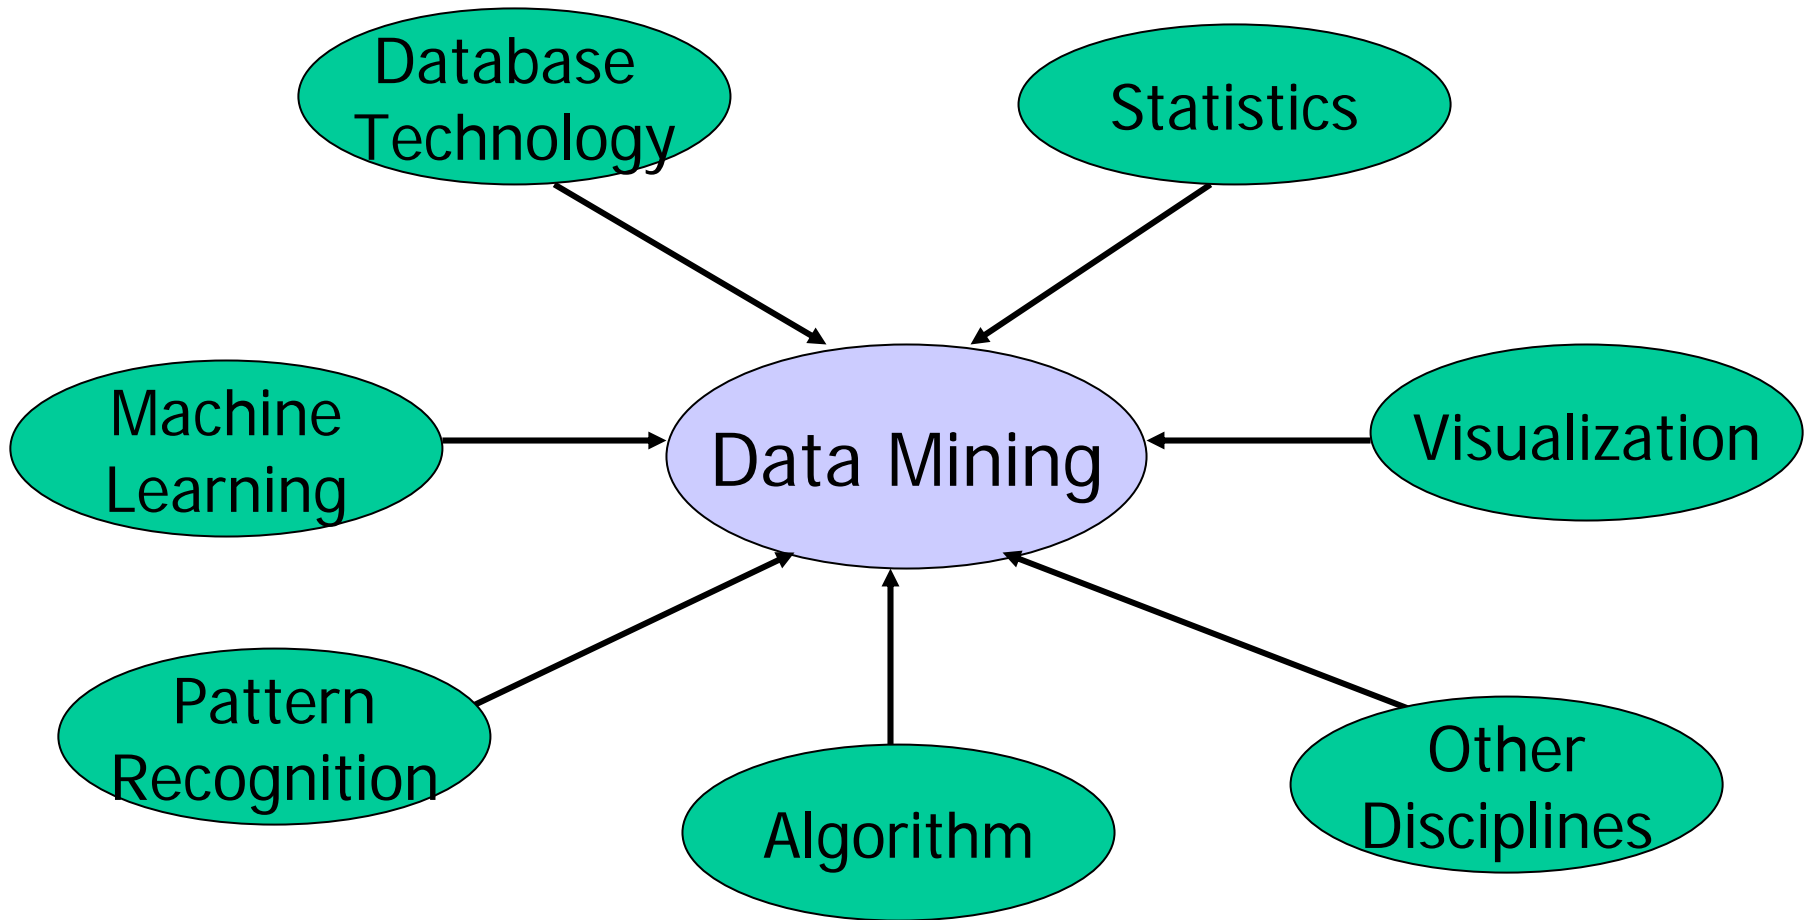 Database
Technology
Statistics
Machine
Learning
Data Mining
Visualization
Pattern
Recognition
Algorithm
Other
Disciplines